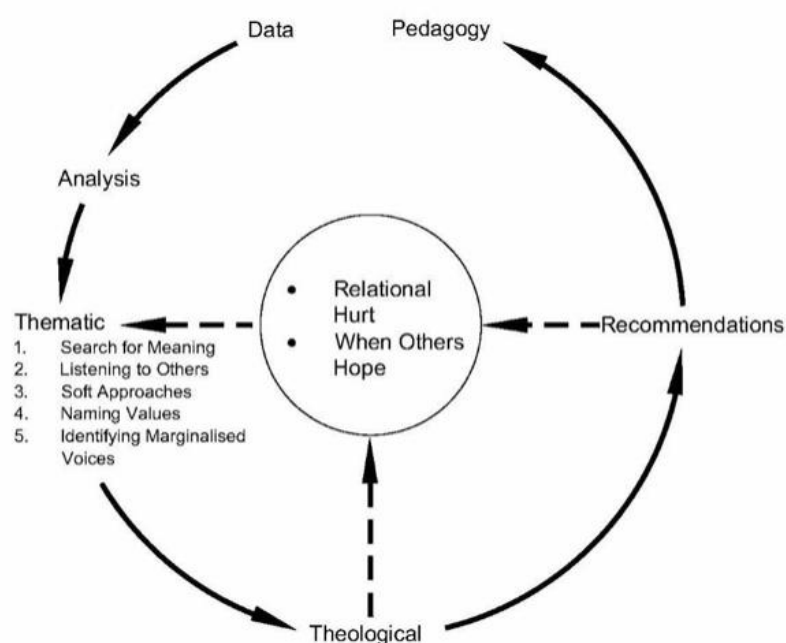 Data
Pedagogy
Analysis
• Relational
Hurt
• When Others
Hope
Thematic
1. Search for Meaning
2. Listening to Others
3. Soft Approaches
4. Naming Values
5. Identifying Marginalised
Voices
Recommendations
Theological